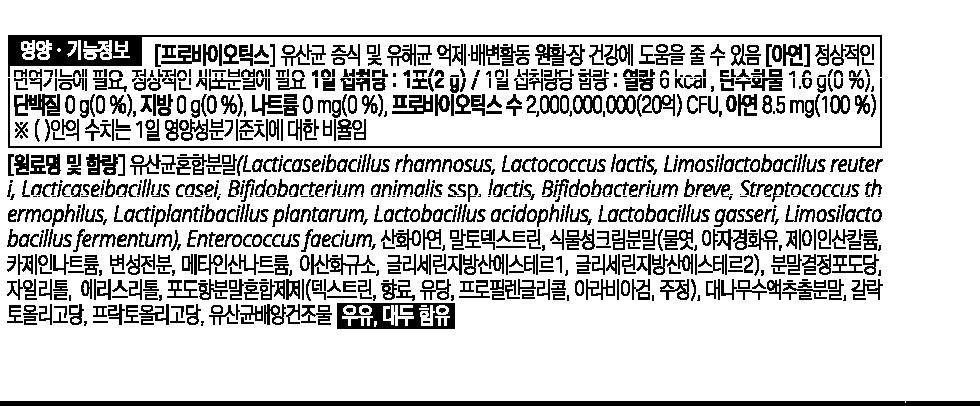 영양·기능정보 [프로바이오틱스] 유산균 증식 및 유해균 억제·배변활동 원활·장 건강에 도움을 줄 수 있음 [아연] 정상적인
면역기능에 필요, 정상적인 세포분열에 필요 1일 섭취당 : 1포(2 g) / 1일 섭취량당 함량 : 열량 6 kcal, 탄수화물 1.6 g(0 %),
단백질 0 g(0 %), 지방 0 g(0 %), 나트륨 0 mg(0 %), 프로바이오틱스 수 2,000,000,000(20억) CFU, 아연 8.5 mg(100 %)
※ ( )안의 수치는 1일 영양성분기준치에 대한 비율임
[원료명 및 함량] 유산균혼합분말(Lacticaseibacillus rhamnosus, Lactococcus lactis, Limosilactobacillus reuter
i, Lacticaseibacillus casei, Bifidobacterium animalis ssp. lactis, Bifidobacterium breve, Streptococcus th
ermophilus, Lactiplantibacillus plantarum, Lactobacillus acidophilus, Lactobacillus gasseri, Limosilacto
bacillus fermentum), Enterococcus faecium, 산화아연, 말토덱스트린, 식물성크림분말(물엿, 야자경화유, 제이인산칼륨,
카제인나트륨, 변성전분, 메타인산나트륨, 이산화규소, 글리세린지방산에스테르1, 글리세린지방산에스테르2), 분말결정포도당,
자일리톨, 에리스리톨, 포도향분말혼합제제(덱스트린, 향료, 유당, 프로필렌글리콜, 아라비아검, 주정), 대나무수액추출분말, 갈락
토올리고당, 프락토올리고당, 유산균배양건조물 우유, 대두 함유